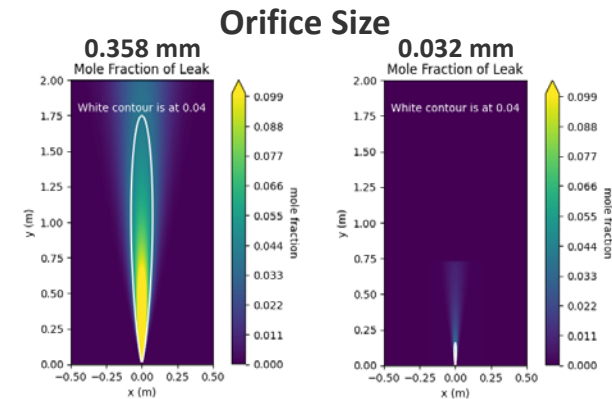 Orifice Size
0.358 mm
Mole Fraction of Leak
White contour is at 0.04
2.00
1.75
1.50
1.25
1.00
0.75
0.50
0.25
0.00
y (m)
−0.50 −0.25 0.00 0.25 0.50
x (m)
0.099
0.088
0.077
0.066
0.055
0.044
0.033
0.022
0.011
0.000
mole fraction
0.032 mm
Mole Fraction of Leak
White contour is at 0.04
2.00
1.75
1.50
1.25
1.00
0.75
0.50
0.25
0.00
y (m)
−0.50 −0.25 0.00 0.25 0.50
x (m)
0.099
0.088
0.077
0.066
0.055
0.044
0.033
0.022
0.011
0.000
mole fraction